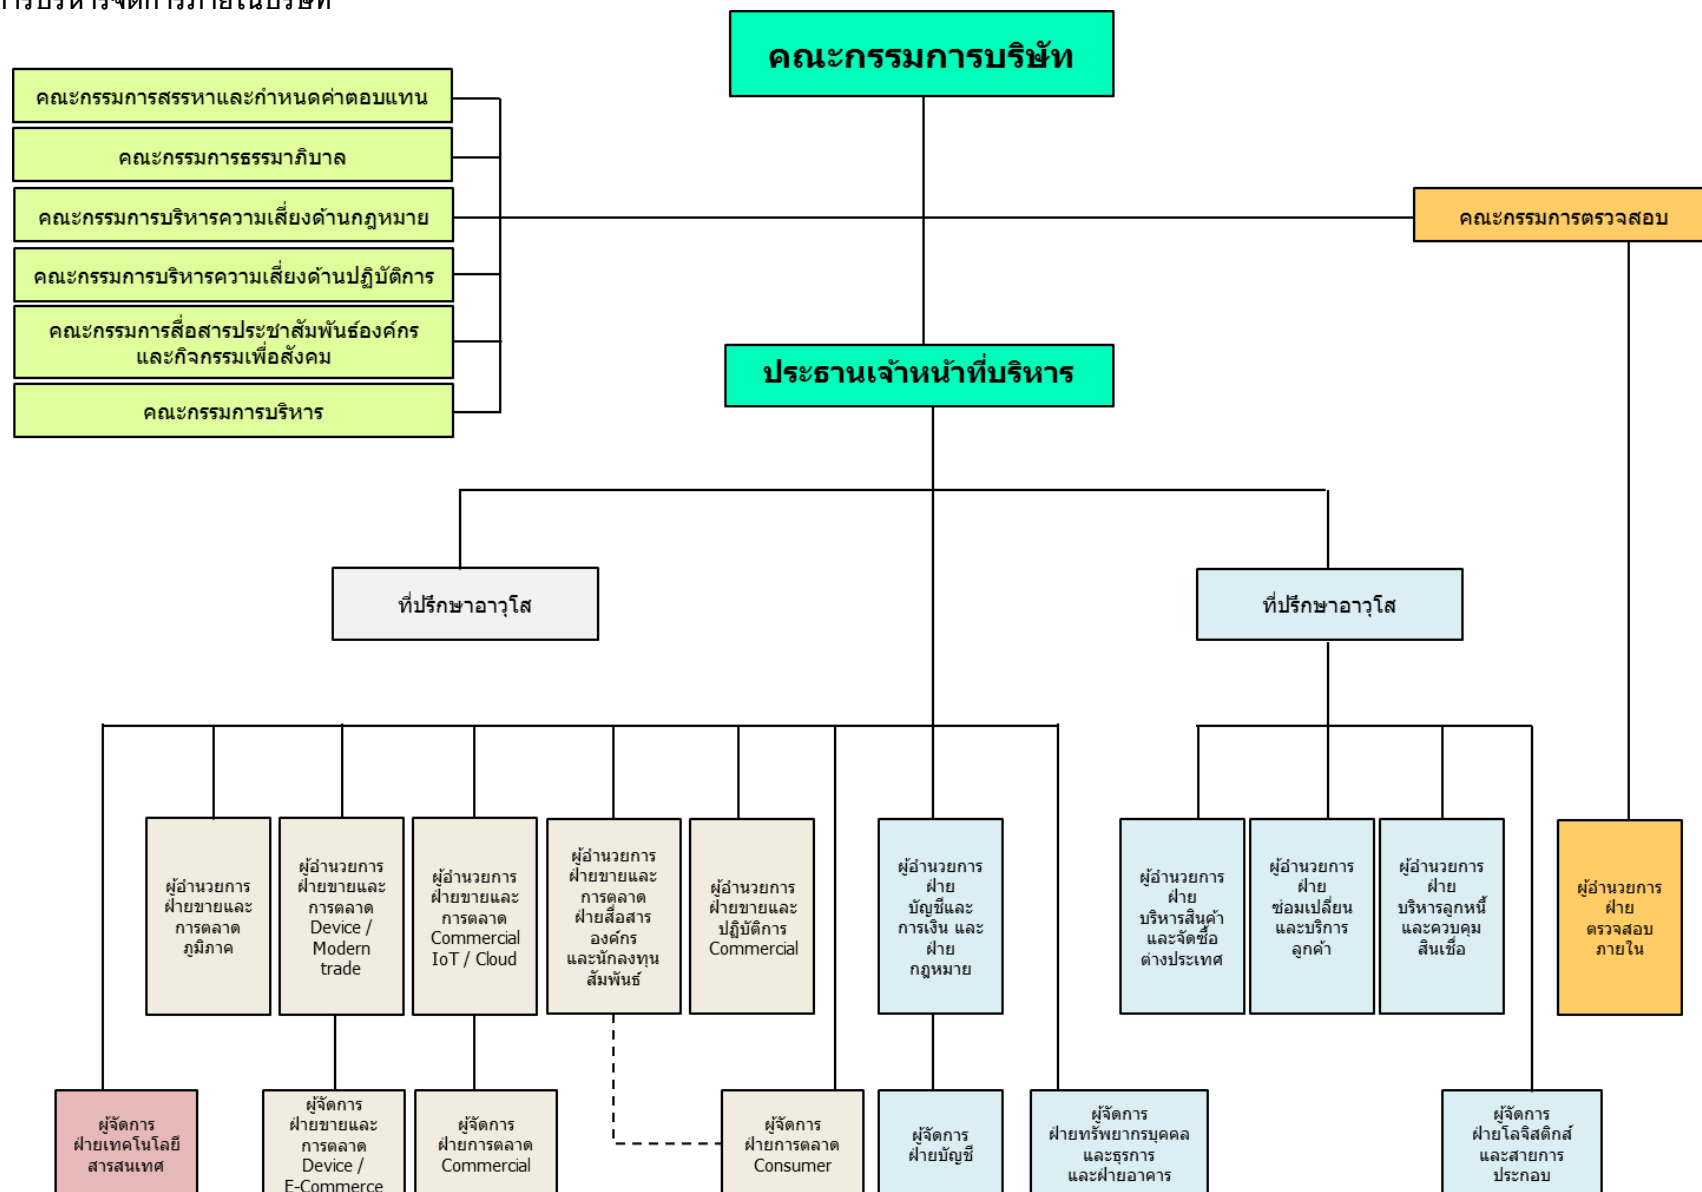 การบริหารจัดการภายในบริษัท
คณะกรรมการบริษัท
คณะกรรมการสรรหาและกำหนดค่าตอบแทน
คณะกรรมการธรรมาภิบาล
คณะกรรมการบริหารความเสี่ยงด้านกฎหมาย
คณะกรรมการตรวจสอบ
คณะกรรมการบริหารความเสี่ยงด้านปฏิบัติการ
คณะกรรมการสื่อสารประชาสัมพันธ์องค์กร
และกิจกรรมเพื่อสังคม
คณะกรรมการบริหาร
ประธานเจ้าหน้าที่บริหาร
ที่ปรึกษาอาวุโส
ที่ปรึกษาอาวุโส
ผู้อำนวยการ
ฝ่ายขายและ
การตลาด
ภูมิภาค
ผู้อำนวยการ
ฝ่ายขายและ
การตลาด
Device /
Modern
trade
ผู้อำนวยการ
ฝ่ายขายและ
การตลาด
Commercial
IoT / Cloud
ผู้อำนวยการ
ฝ่ายขายและ
การตลาด
ฝ่ายสื่อสาร
องค์กร
และนักลงทุน
สัมพันธ์
ผู้อำนวยการ
ฝ่ายขายและ
ปฏิบัติการ
Commercial
ผู้อำนวยการ
ฝ่าย
บัญชีและ
การเงิน และ
ฝ่าย
กฎหมาย
ผู้อำนวยการ
ฝ่าย
บริหารสินค้า
และจัดซื้อ
ต่างประเทศ
ผู้อำนวยการ
ฝ่าย
ซ่อมเปลี่ยน
และบริการ
ลูกค้า
ผู้อำนวยการ
ฝ่าย
บริหารลูกหนี้
และควบคุม
สินเชื่อ
ผู้อำนวยการ
ฝ่าย
ตรวจสอบ
ภายใน
ผู้จัดการ
ฝ่ายเทคโนโลยี
สารสนเทศ
ผู้จัดการ
ฝ่ายขายและ
การตลาด
Device /
E-Commerce
ผู้จัดการ
ฝ่ายการตลาด
Commercial
ผู้จัดการ
ฝ่ายการตลาด
Consumer
ผู้จัดการ
ฝ่ายบัญชี
ผู้จัดการ
ฝ่ายทรัพยากรบุคคล
และธุรการ
และฝ่ายอาคาร
ผู้จัดการ
ฝ่ายโลจิสติกส์
และสายการ
ประกอบ